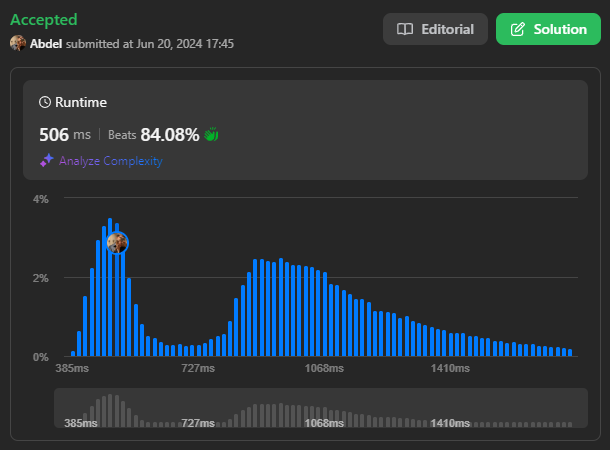 Accepted
Abdel submitted at Jun 20, 2024 17:45
Editorial
Solution
Runtime
506 ms | Beats 84.08%
Analyze Complexity
4%
2%
0%
385ms 727ms 1068ms 1410ms
385ms 727ms 1068ms 1410ms